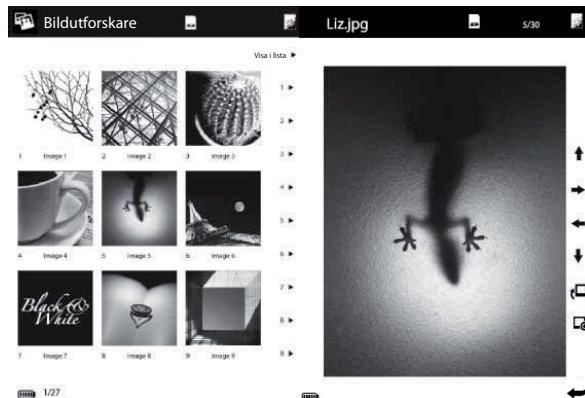 Bildutforskare
Visa i lista
1
2
3
4
5
6
7
8
9
1 Image 1
2 Image 2
3 Image 3
4 Image 4
5 Image 5
6 Image 6
Black &
White
7 Image 7
8 Image 8
9 Image 9
1/27
Liz.jpg
5/30